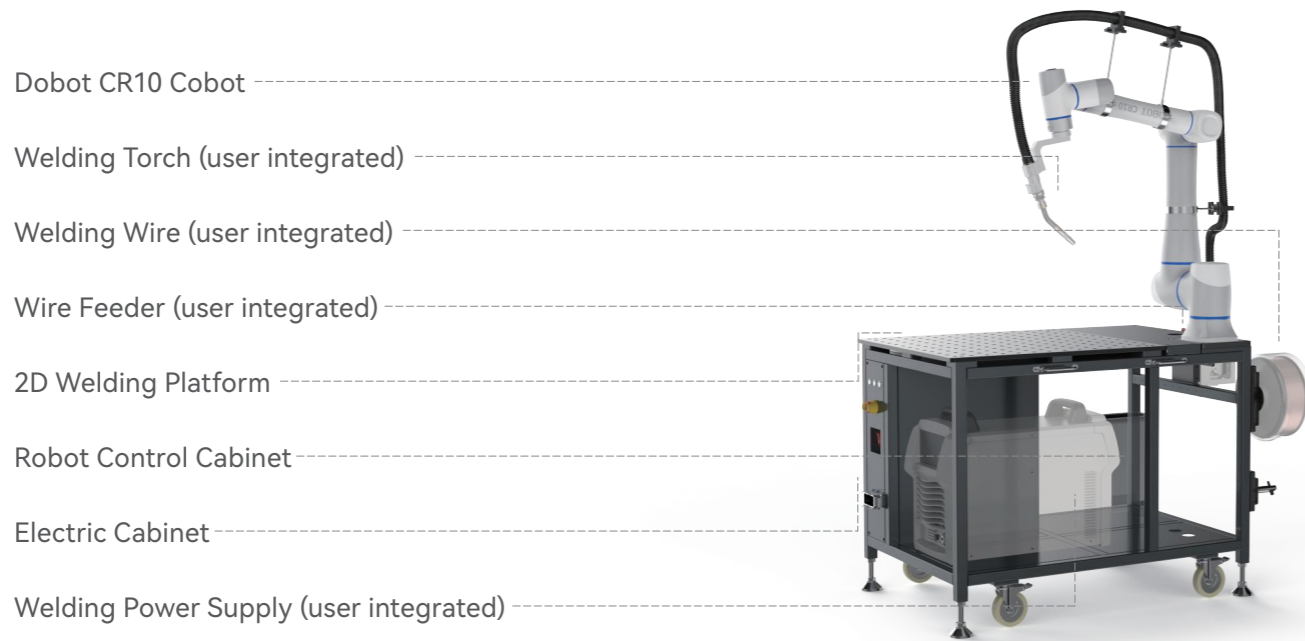 Dobot CR10 Cobot
Welding Torch (user integrated)
Welding Wire (user integrated)
Wire Feeder (user integrated)
2D Welding Platform
Robot Control Cabinet
Electric Cabinet
Welding Power Supply (user integrated)